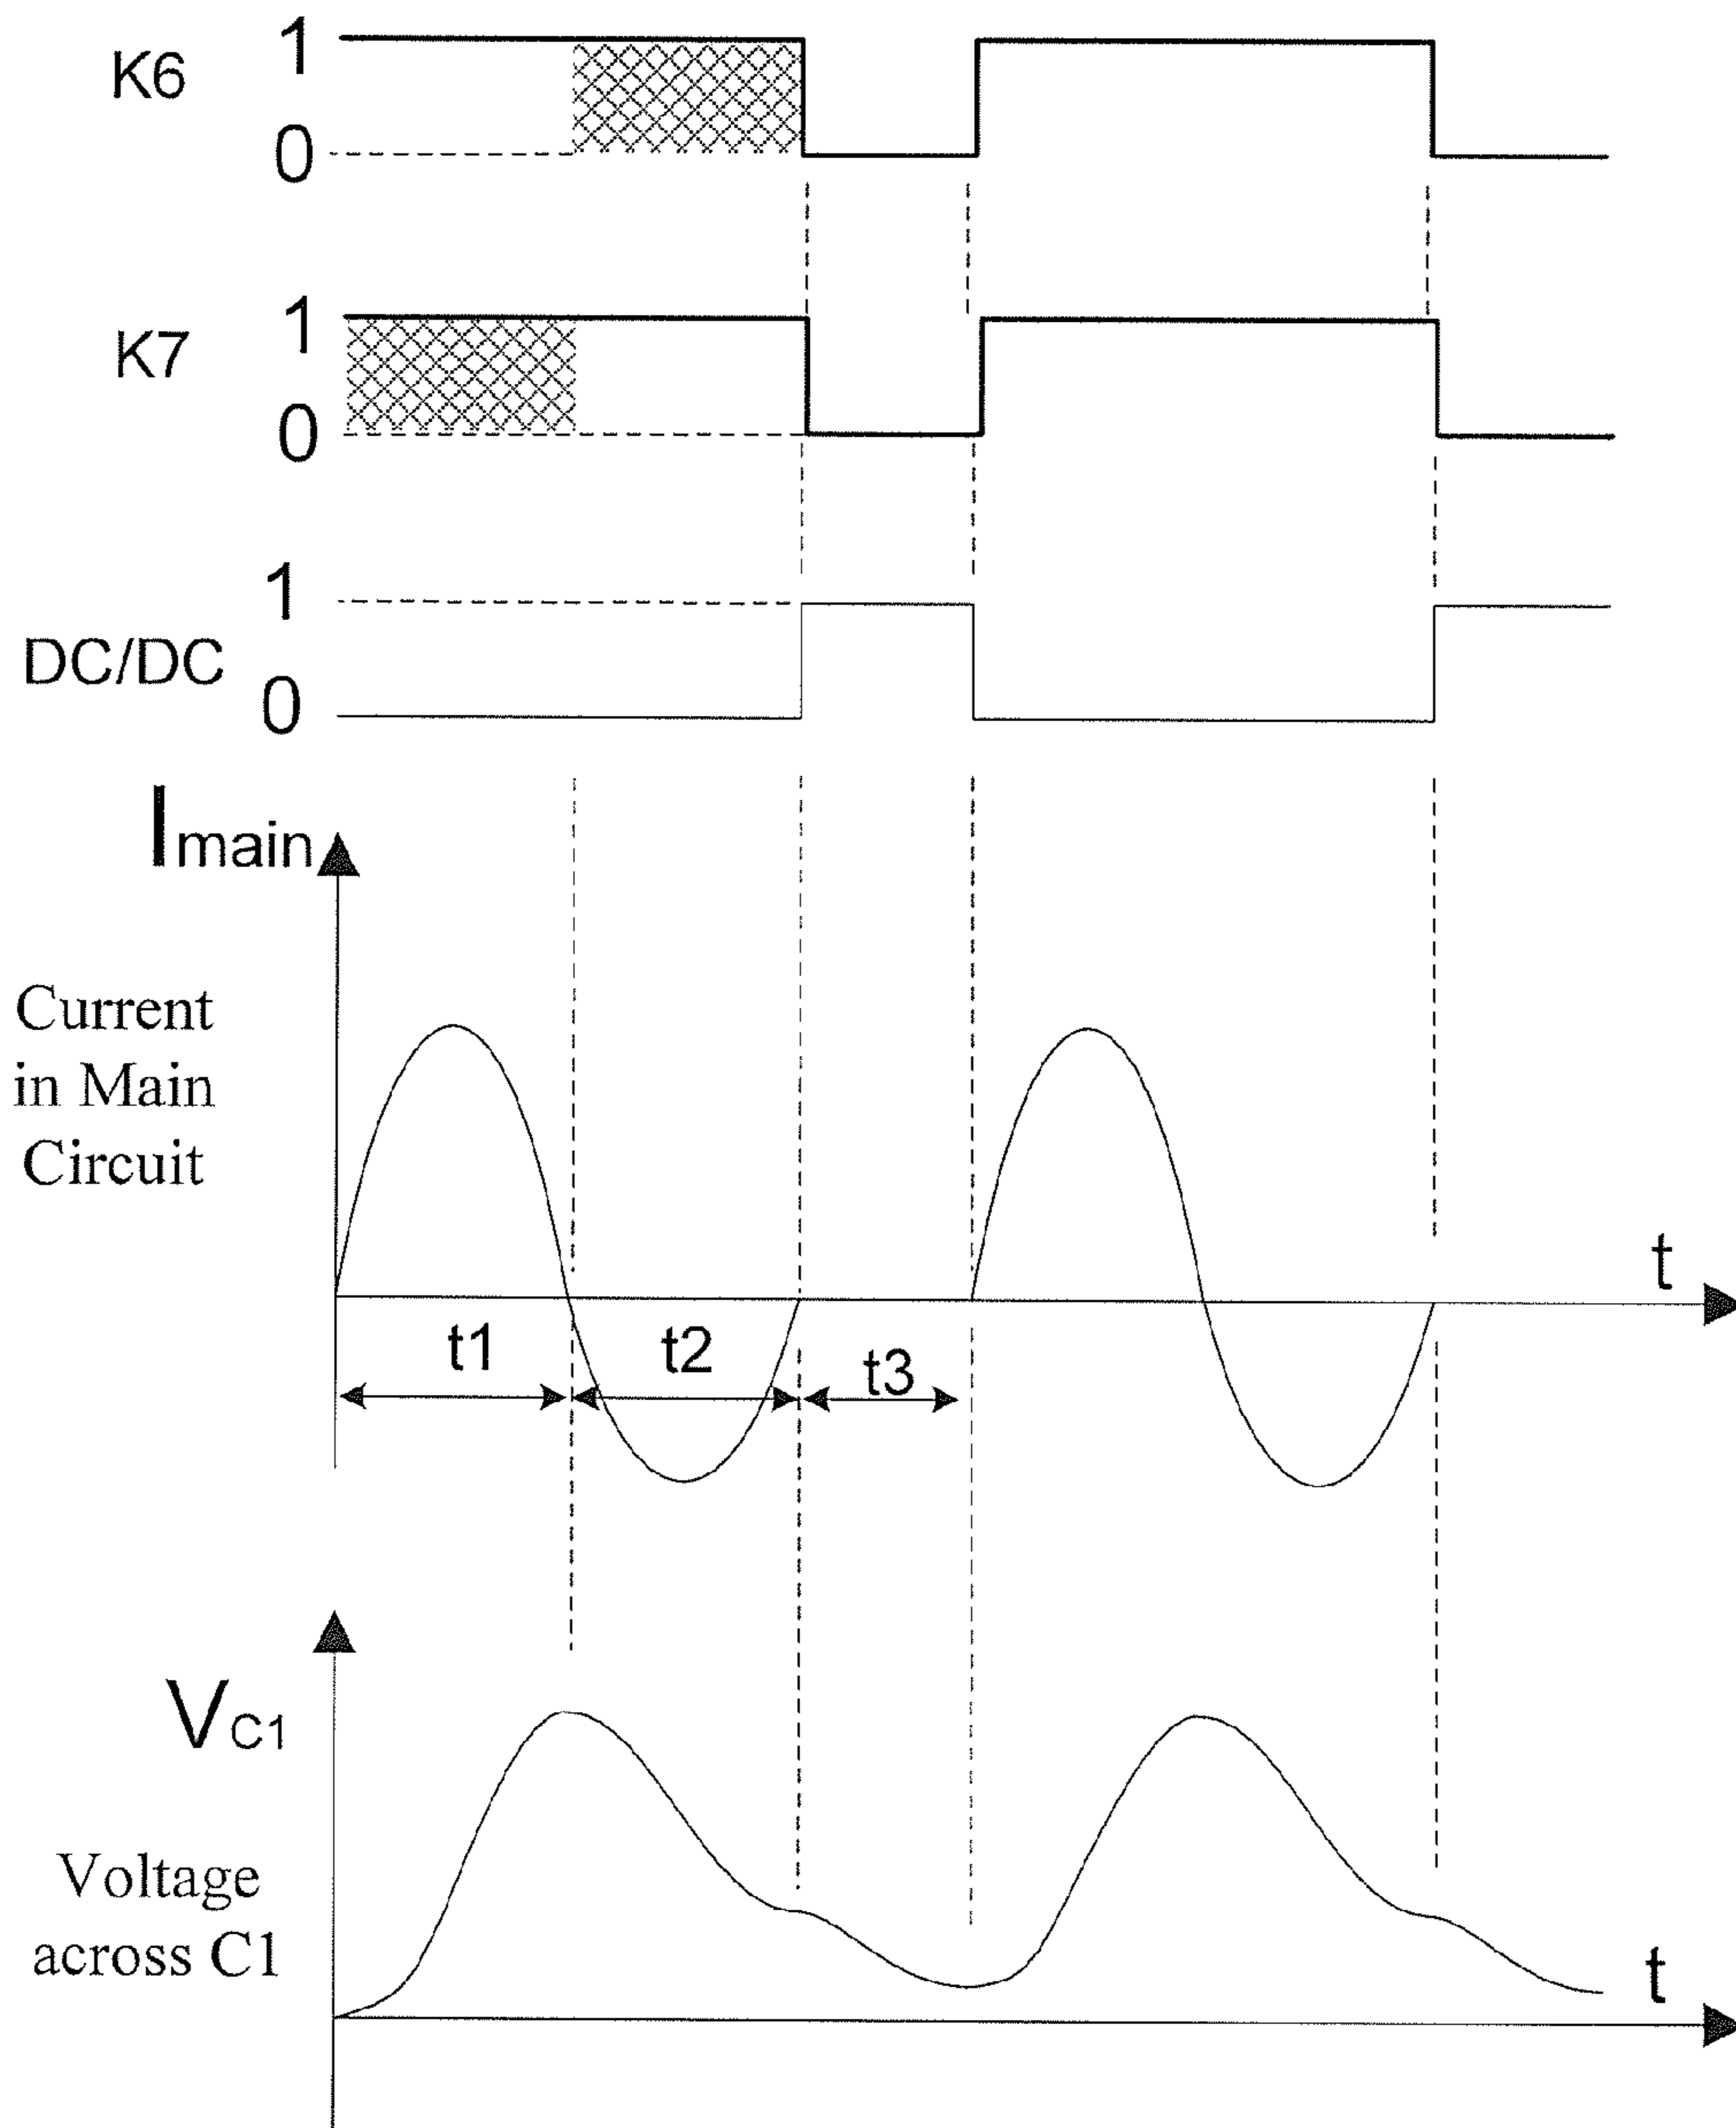 K6
1
0
K7
1
0
DC/DC
1
0
Imain
Current
in Main
Circuit
t
t1
t2
t3
VC1
Voltage
across C1
t